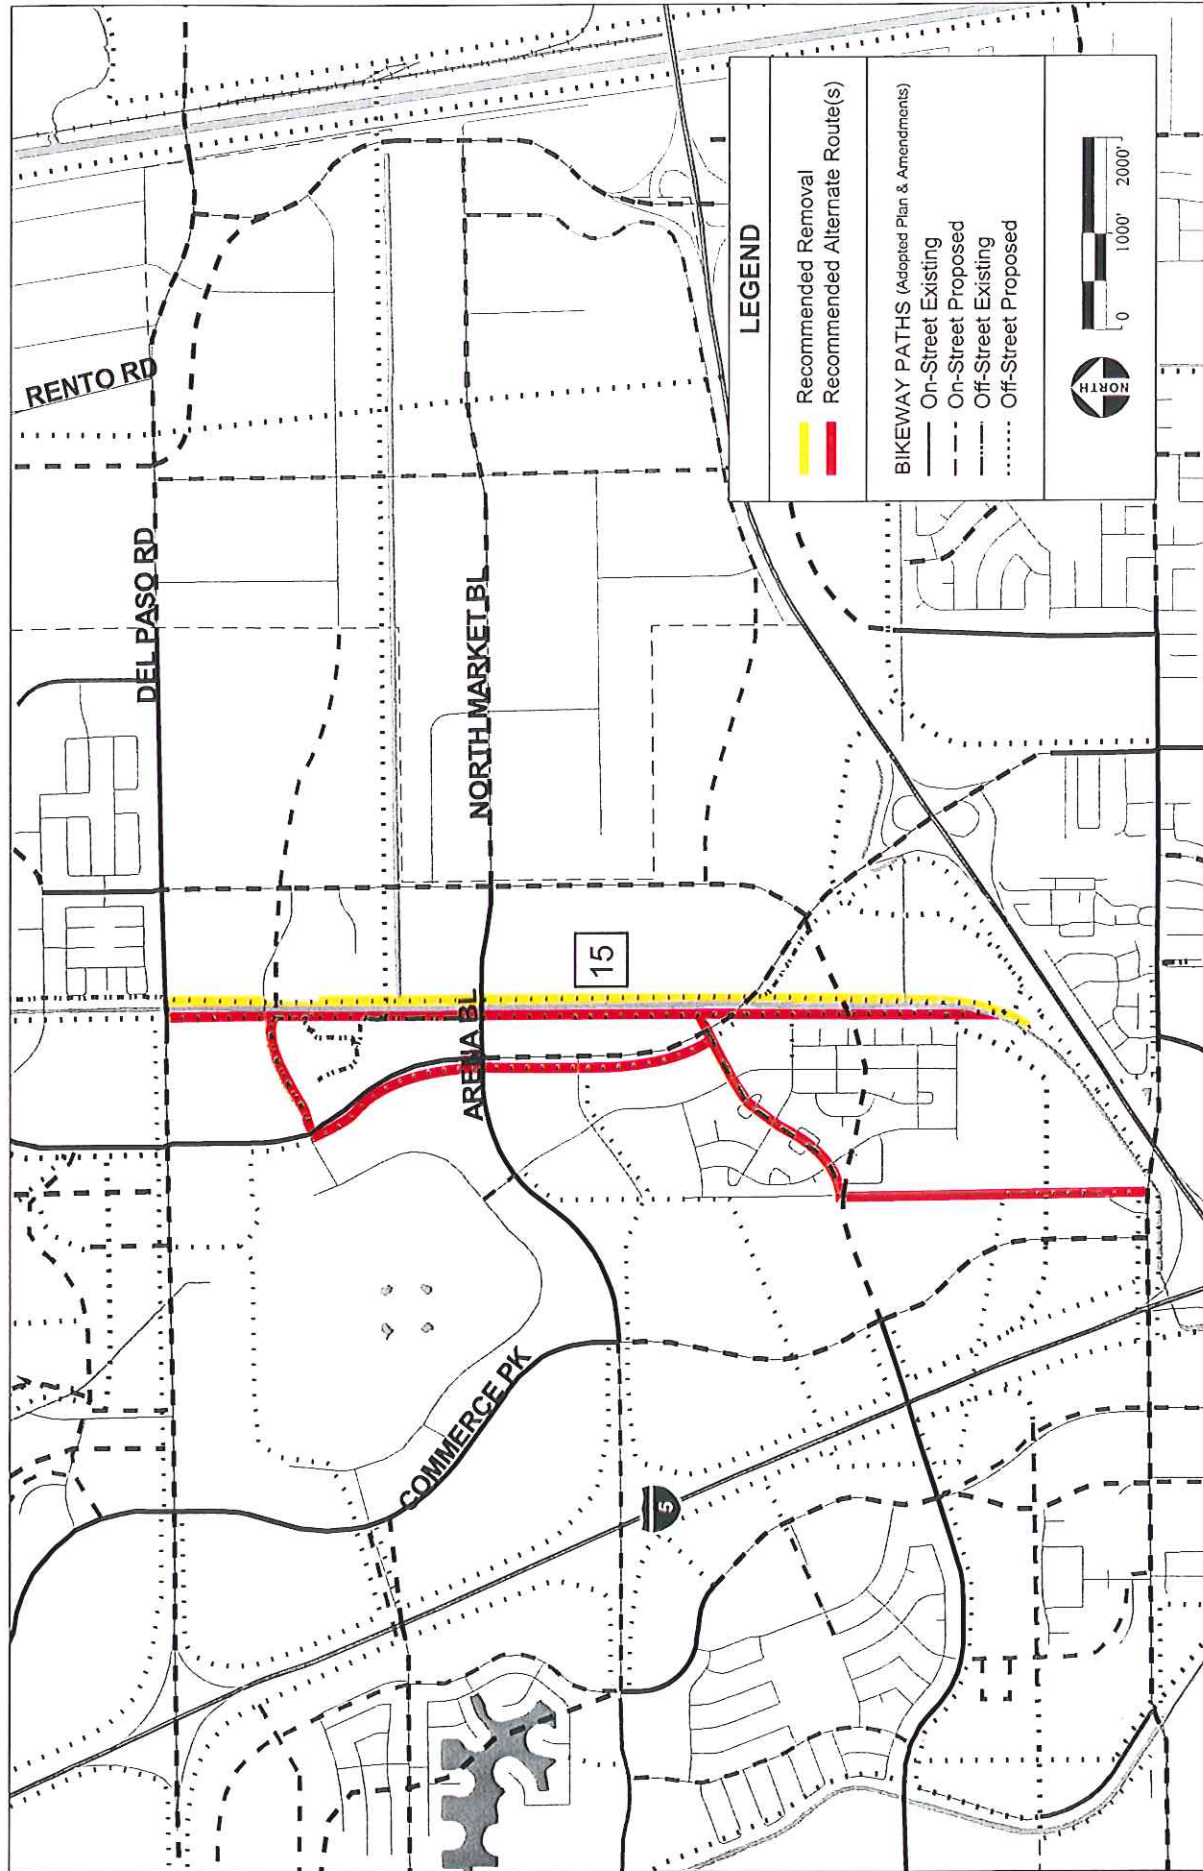 RENTO RD
DEL PASO RD
NORTH MARKET BL
ARENA BL
COMMERCE PK
15
5
LEGEND
Recommended Removal
Recommended Alternate Route(s)
BIKEWAY PATHS (Adopted Plan & Amendments)
On-Street Existing
On-Street Proposed
Off-Street Existing
Off-Street Proposed
NORTH
0 1000' 2000'